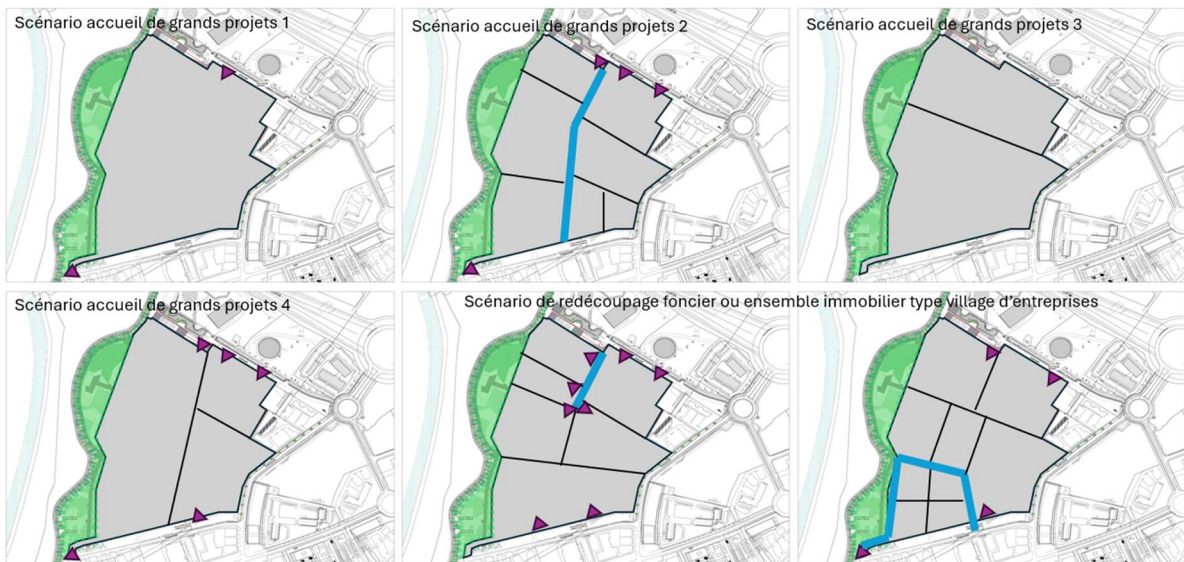 Scénario accueil de grands projets 1
Scénario accueil de grands projets 2
Scénario accueil de grands projets 3
Scénario accueil de grands projets 4
Scénario de redécoupage foncier ou ensemble immobilier type village d'entreprises